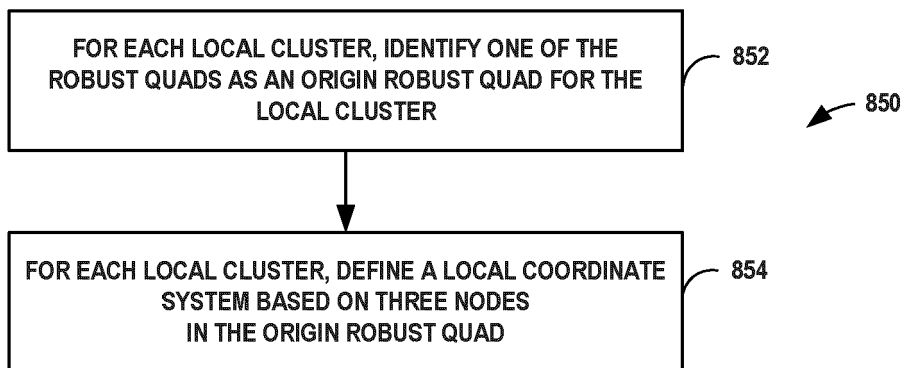 FOR EACH LOCAL CLUSTER, IDENTIFY ONE OF THE
ROBUST QUADS AS AN ORIGIN ROBUST QUAD FOR THE
LOCAL CLUSTER
852
850
FOR EACH LOCAL CLUSTER, DEFINE A LOCAL COORDINATE
SYSTEM BASED ON THREE NODES
IN THE ORIGIN ROBUST QUAD
854